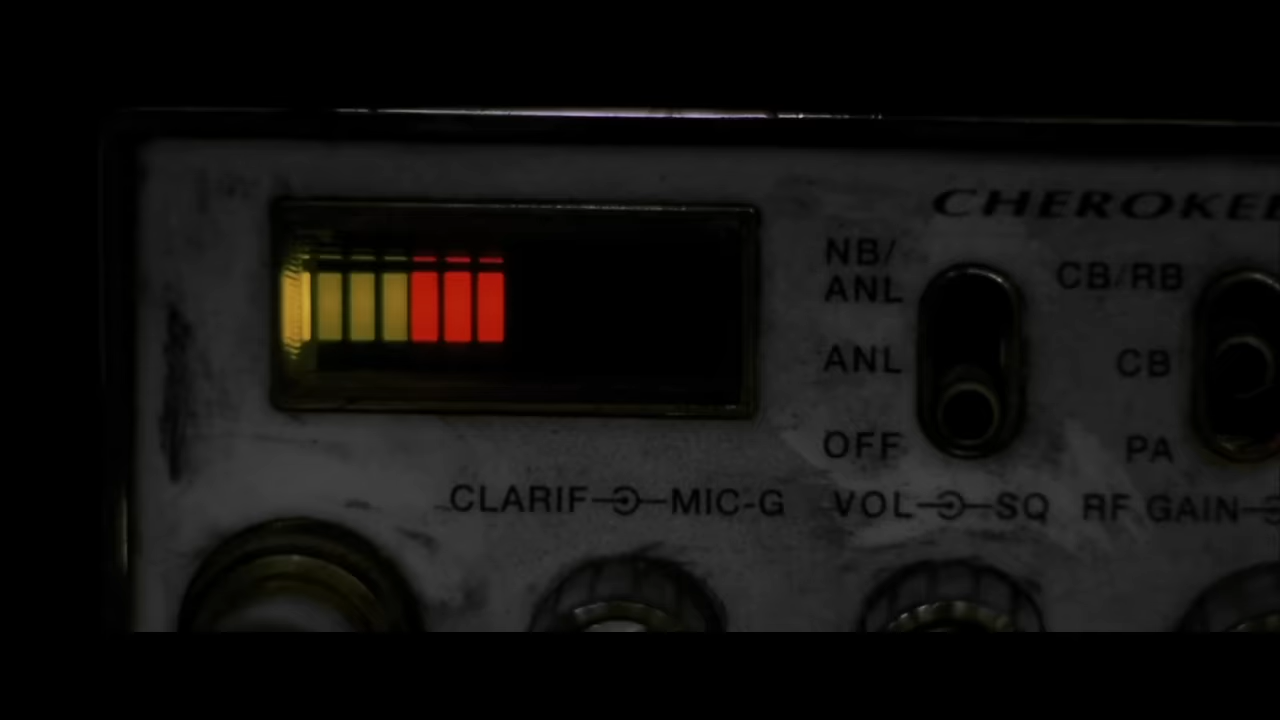 CHEROKEE
NB/
ANL
CB/RB
ANL
CB
OFF
PA
CLARIF MIC-G
VOL SQ
RF GAIN